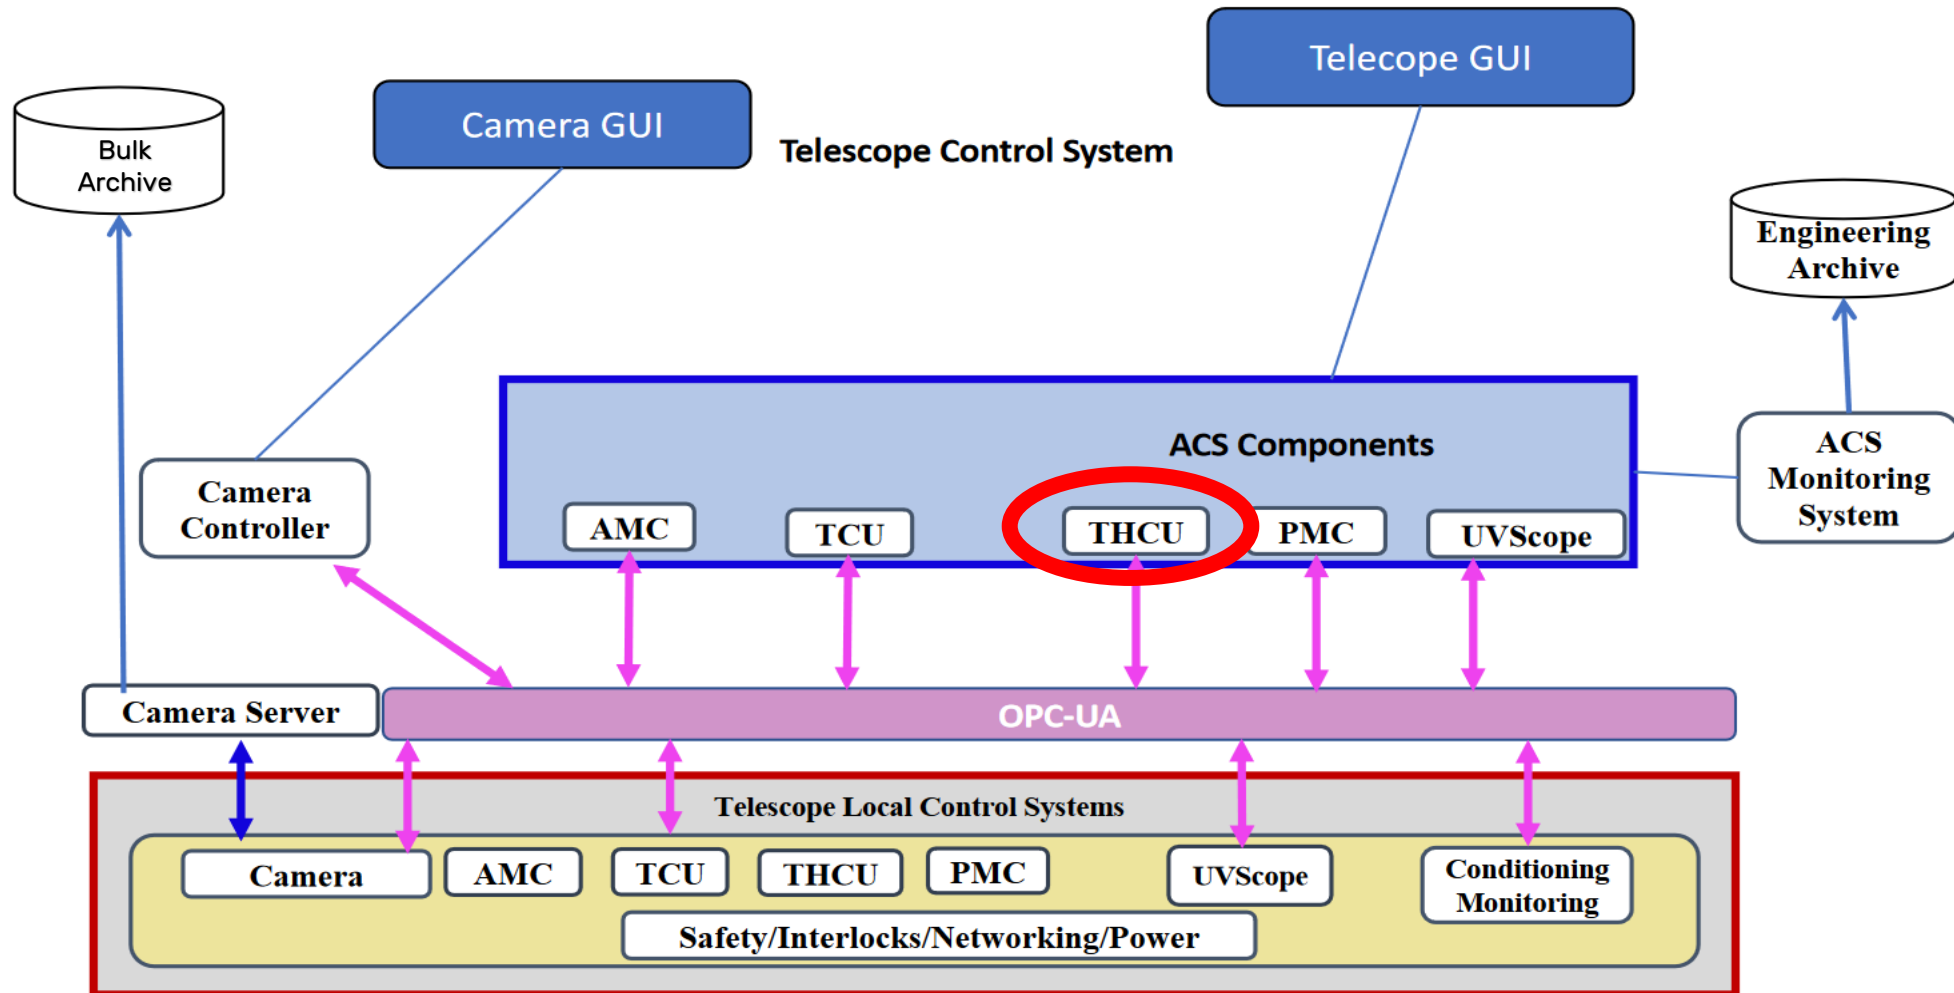 Telecope GUI
Camera GUI
Telescope Control System
Bulk
Archive
Engineering
Archive
ACS Components
ACS
Monitoring
System
Camera
Controller
AMC
TCU
THCU
PMC
UVScope
Camera Server
OPC-UA
Telescope Local Control Systems
Camera
AMC
TCU
THCU
PMC
UVScope
Conditioning
Monitoring
Safety/Interlocks/Networking/Power